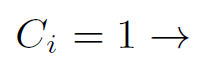 C_i = 1 →